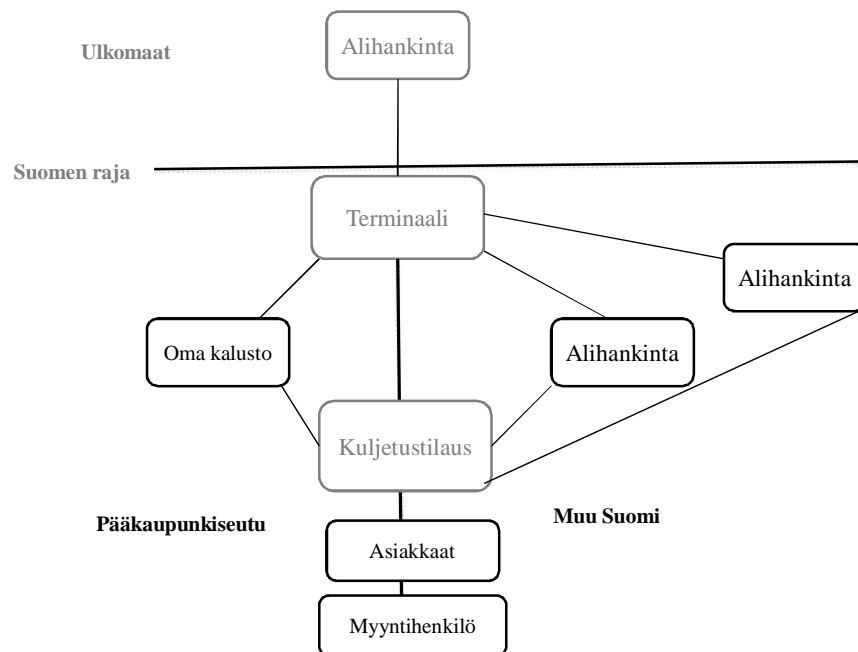 Alihankinta
Ulkomaat
Suomen raja
Terminaali
Alihankinta
Oma kalusto
Alihankinta
Kuljetustilaus
Pääkaupunkiseutu
Muu Suomi
Asiakkaat
Myyntihenkilö